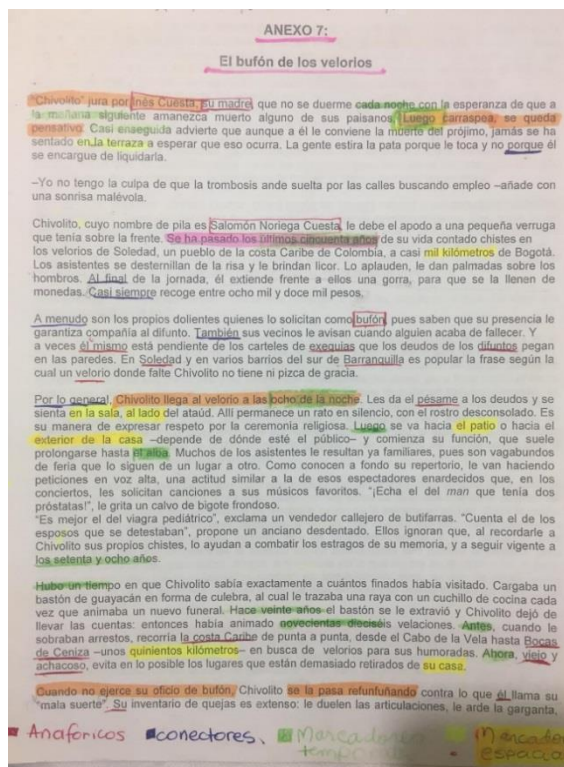 ANEXO 7:
El bufón de los velorios
"Chivolito" jura por Inés Cuesta, su madre, que no se duerme cada noche con la esperanza de que a
la mañana siguiente amanezca muerto alguno de sus paisanos. Luego carraspea, se queda
pensativo. Casi enseguida advierte que aunque a él le conviene la muerte del prójimo, jamás se ha
sentado en la terraza a esperar que eso ocurra. La gente estira la pata porque le toca y no porque él
se encargue de liquidarla.
–Yo no tengo la culpa de que la trombosis ande suelta por las calles buscando empleo –añade con
una sonrisa malévola.
Chivolito, cuyo nombre de pila es Salomón Noriega Cuesta, le debe el apodo a una pequeña verruga
que tenía sobre la frente. Se ha pasado los últimos cincuenta años de su vida contado chistes en
los velorios de Soledad, un pueblo de la costa Caribe de Colombia, a casi mil kilómetros de Bogotá.
Los asistentes se desternillan de la risa y le brindan licor. Lo aplauden, le dan palmadas sobre los
hombros. Al final de la jornada, él extiende frente a ellos una gorra, para que se la llenen de
monedas. Casi siempre recoge entre ocho mil y doce mil pesos.
A menudo son los propios dolientes quienes lo solicitan como bufón, pues saben que su presencia le
garantiza compañía al difunto. También sus vecinos le avisan cuando alguien acaba de fallecer. Y
a veces él mismo está pendiente de los carteles de exequias que los deudos de los difuntos pegan
en las paredes. En Soledad y en varios barrios del sur de Barranquilla es popular la frase según la
cual un velorio donde falte Chivolito no tiene ni pizca de gracia.
Por lo general, Chivolito llega al velorio a las ocho de la noche. Les da el pésame a los deudos y se
sienta en la sala, al lado del ataúd. Allí permanece un rato en silencio, con el rostro desconsolado. Es
su manera de expresar respeto por la ceremonia religiosa. Luego se va hacia el patio o hacia el
exterior de la casa –depende de dónde esté el público– y comienza su función, que suele
prolongarse hasta el alba. Muchos de los asistentes le resultan ya familiares, pues son vagabundos
de feria que lo siguen de un lugar a otro. Como conocen a fondo su repertorio, le van haciendo
peticiones en voz alta, una actitud similar a la de esos espectadores enardecidos que, en los
conciertos, les solicitan canciones a sus músicos favoritos. "¡Echa el del man que tenía dos
próstatas!", le grita un calvo de bigote frondoso.
"Es mejor el del viagra pediátrico", exclama un vendedor callejero de butifarras. "Cuenta el de los
esposos que se detestaban", propone un anciano desdentado. Ellos ignoran que, al recordarle a
Chivolito sus propios chistes, lo ayudan a combatir los estragos de su memoria, y a seguir vigente a
los setenta y ocho años.
Hubo un tiempo en que Chivolito sabía exactamente a cuántos finados había visitado. Cargaba un
bastón de guayacán en forma de culebra, al cual le trazaba una raya con un cuchillo de cocina cada
vez que animaba un nuevo funeral. Hace veinte años el bastón se le extravió y Chivolito dejó de
llevar las cuentas: entonces había animado novecientas dieciséis velaciones. Antes, cuando le
sobraban arrestos, recorría la costa Caribe de punta a punta, desde el Cabo de la Vela hasta Bocas
de Ceniza –unos quinientos kilómetros– en busca de velorios para sus humoradas. Ahora, viejo y
achacoso, evita en lo posible los lugares que están demasiado retirados de su casa.
Cuando no ejerce su oficio de bufón, Chivolito se la pasa refunfuñando contra lo que él llama su
"mala suerte". Su inventario de quejas es extenso: le duelen las articulaciones, le arde la garganta,
Anafóricos conectores, Marcadores Marcadores
temporales espacial